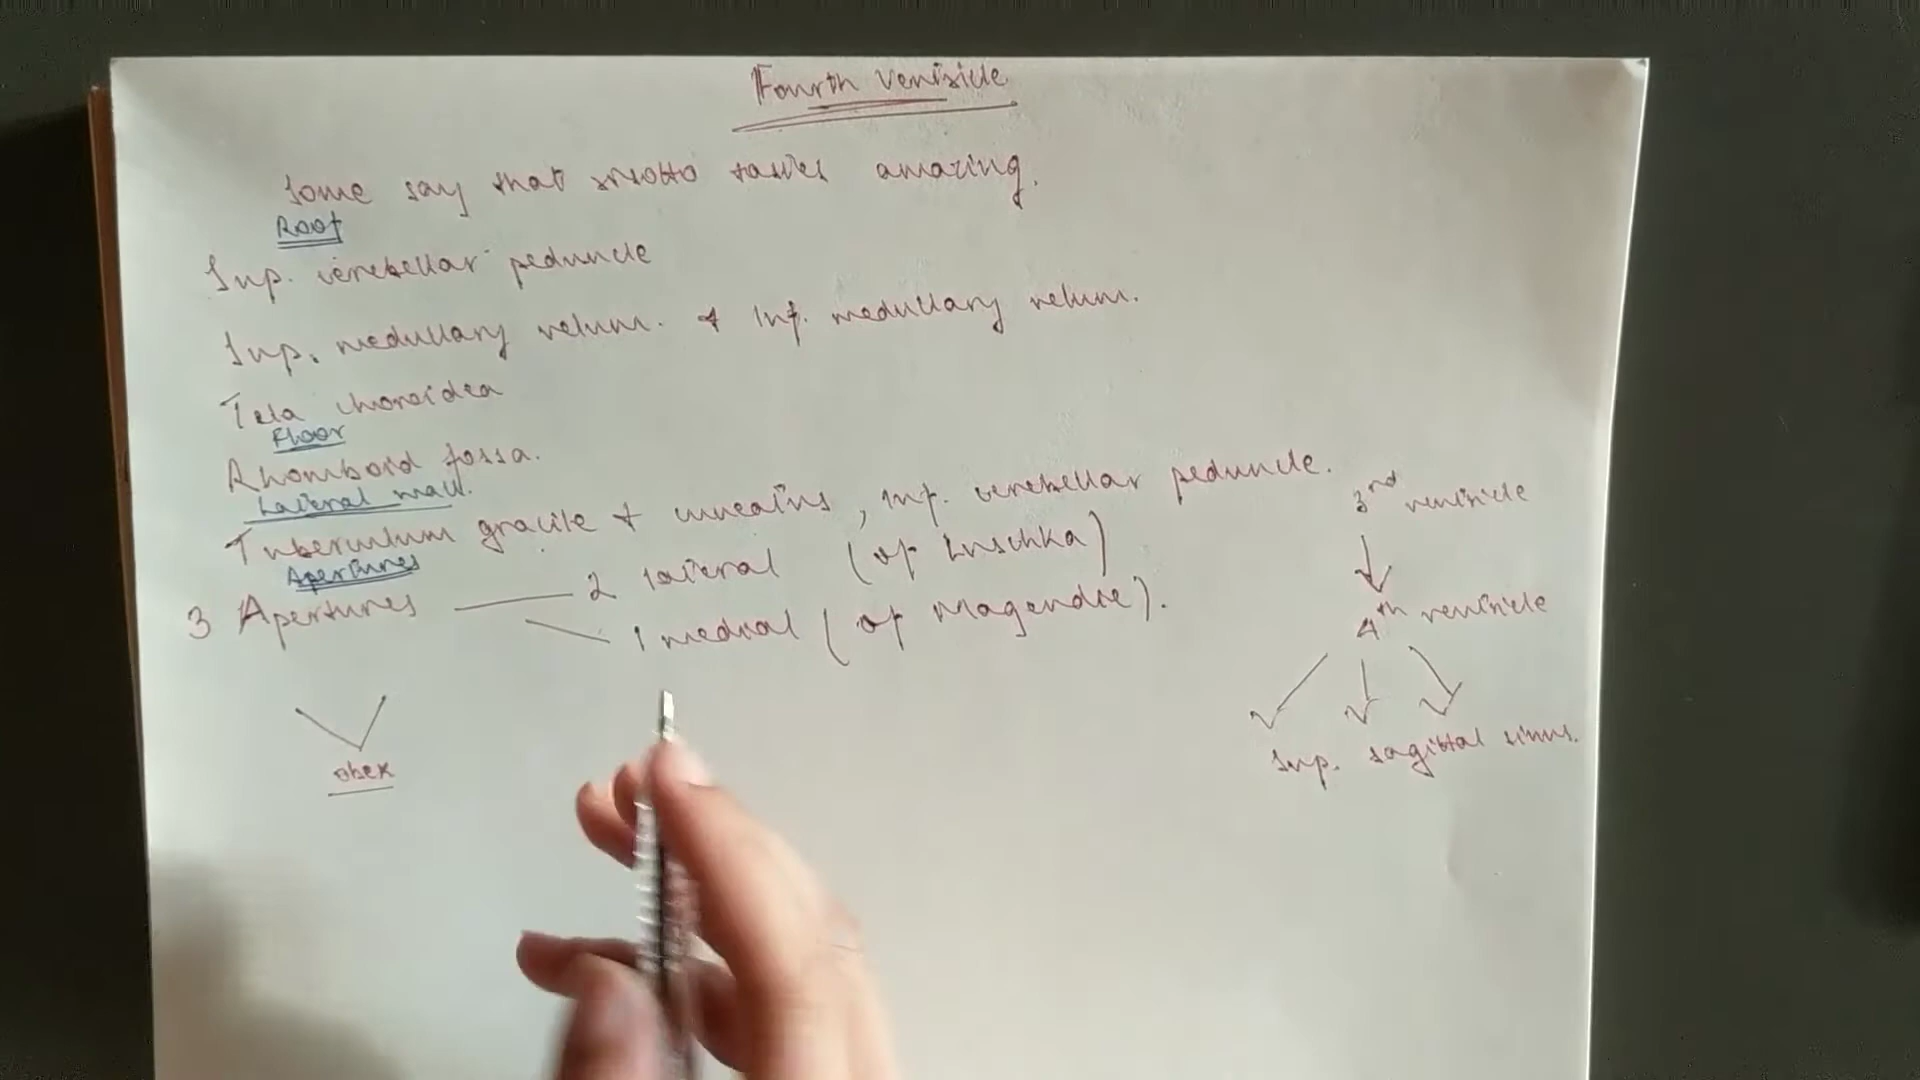 Fourth Ventricle
Some say that risotto tastes amazing.
Roof
Sup. cerebellar peduncle
Sup. medullary velum. & Inf. medullary velum.
Tela choroidea
Floor
Rhomboid fossa.
Lateral wall.
Tuberculum gracile & cuneatus, Inf. cerebellar peduncle.
Apertures
3 Apertures
2 lateral (of Luschka)
1 medial (of Magendie).
obex
3rd ventricle
4th ventricle
Sup. sagittal sinus.